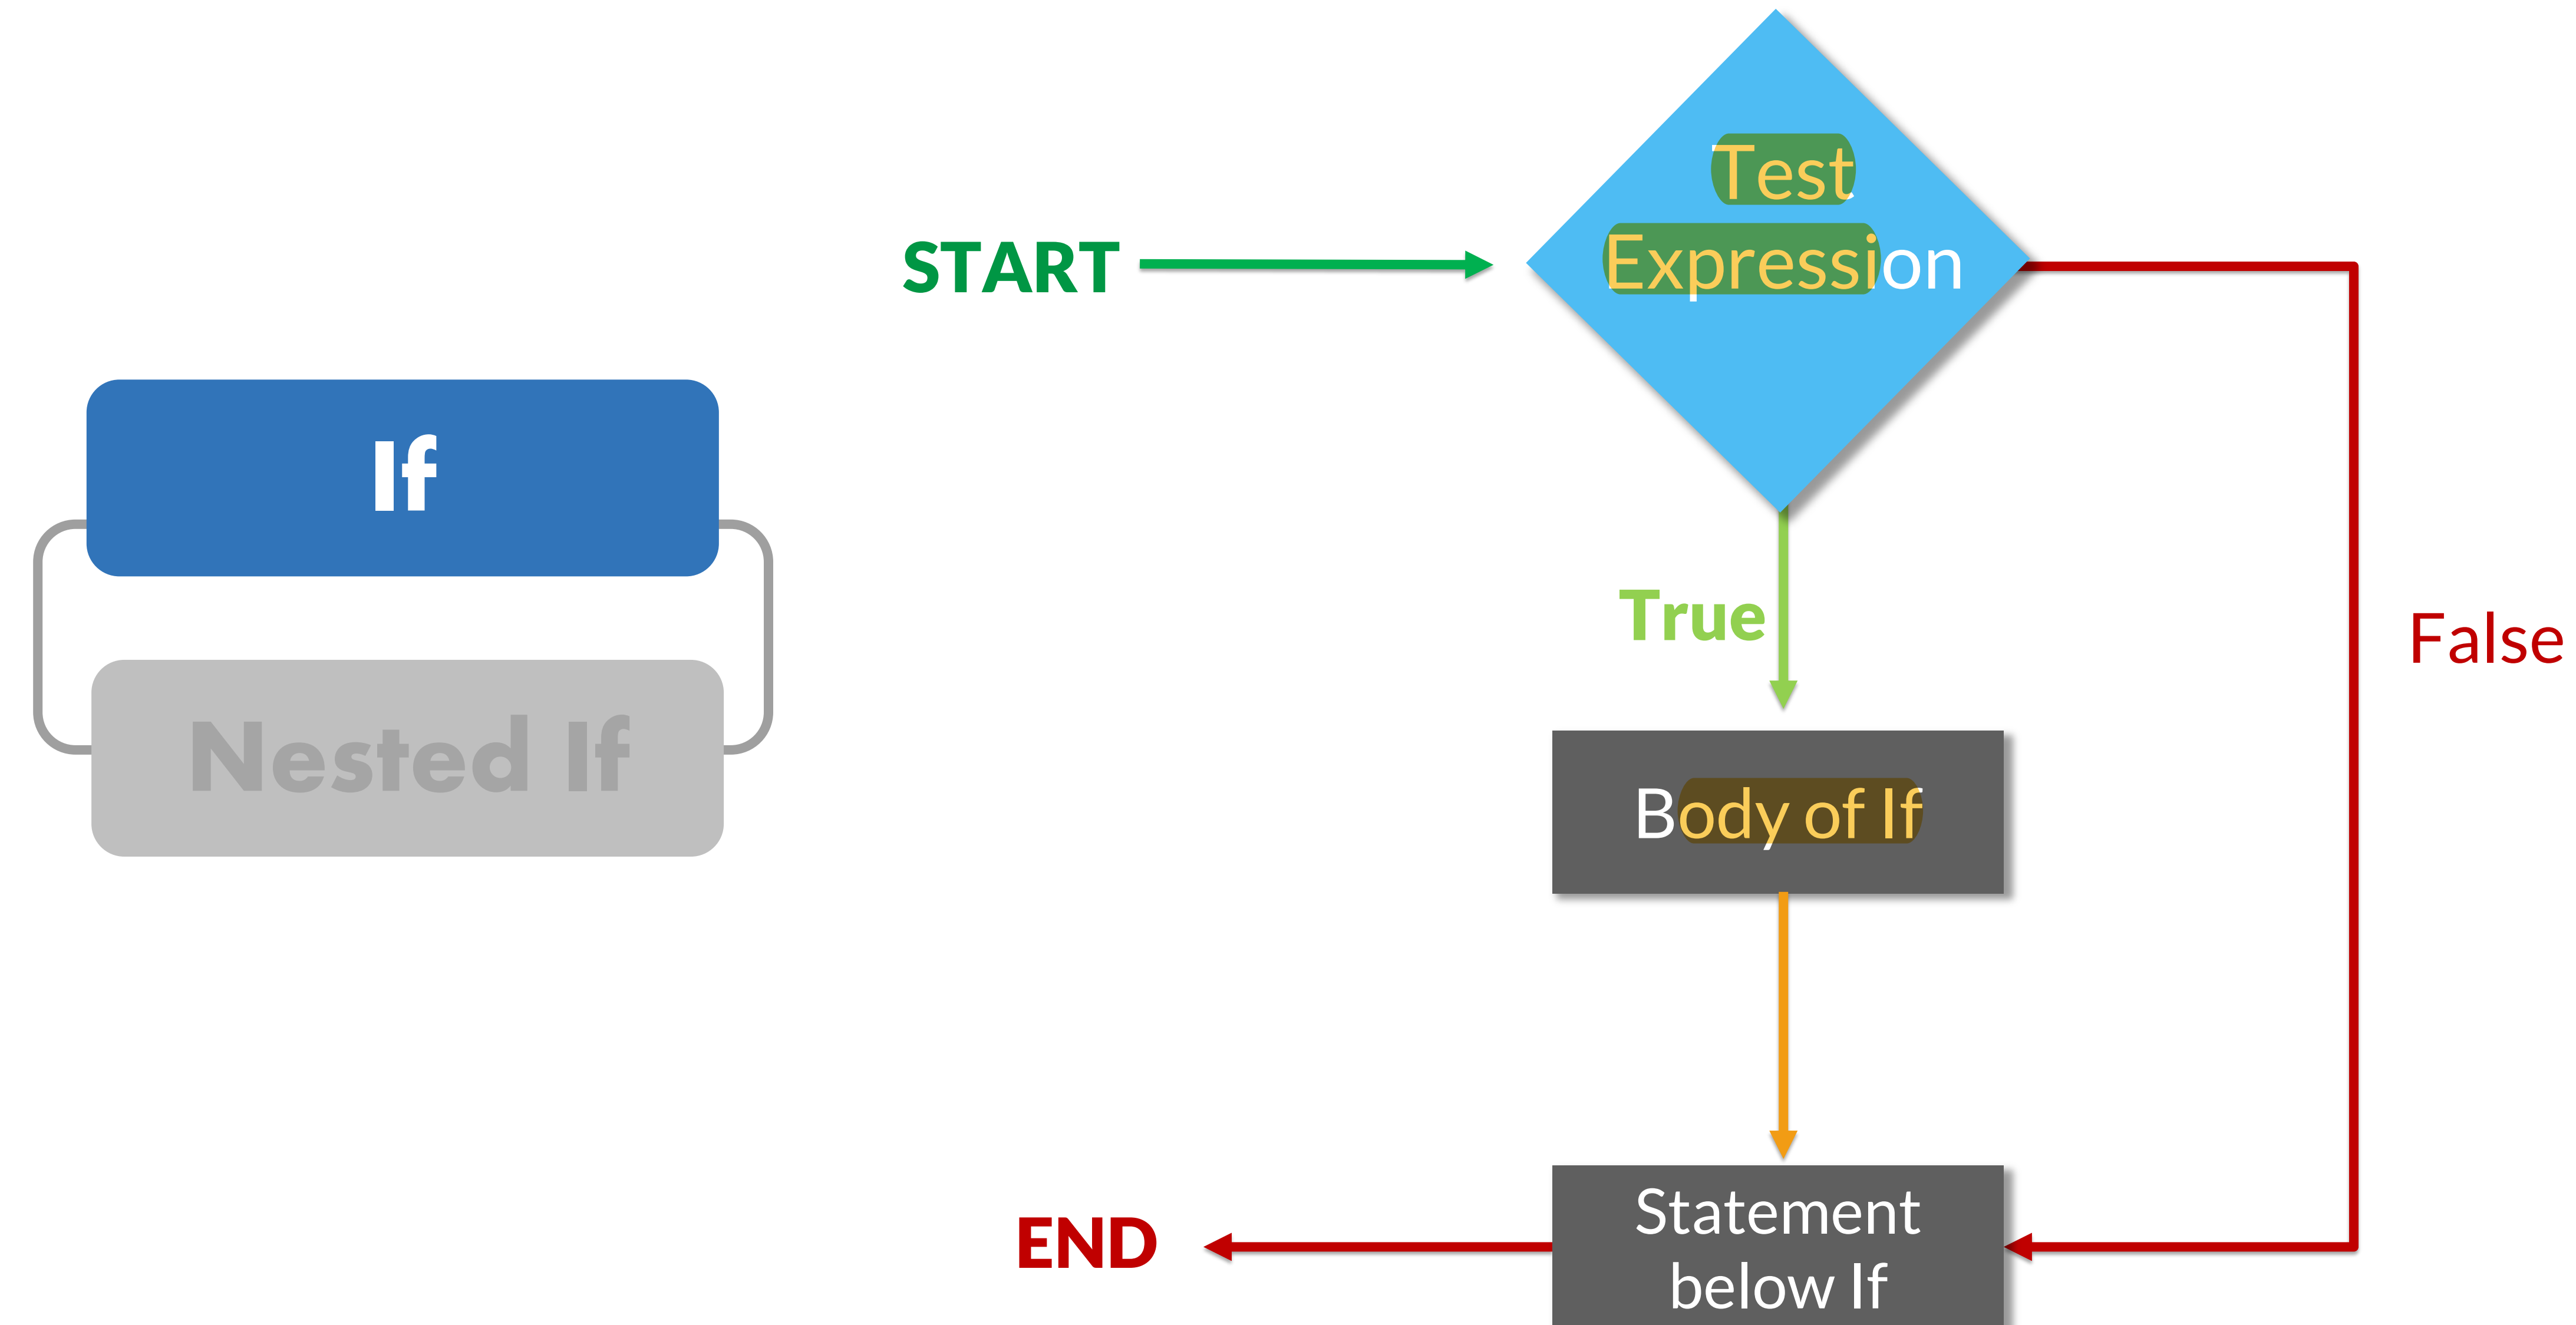 Test
Expression
START
If
True
False
Nested If
Body of If
Statement
below If
END